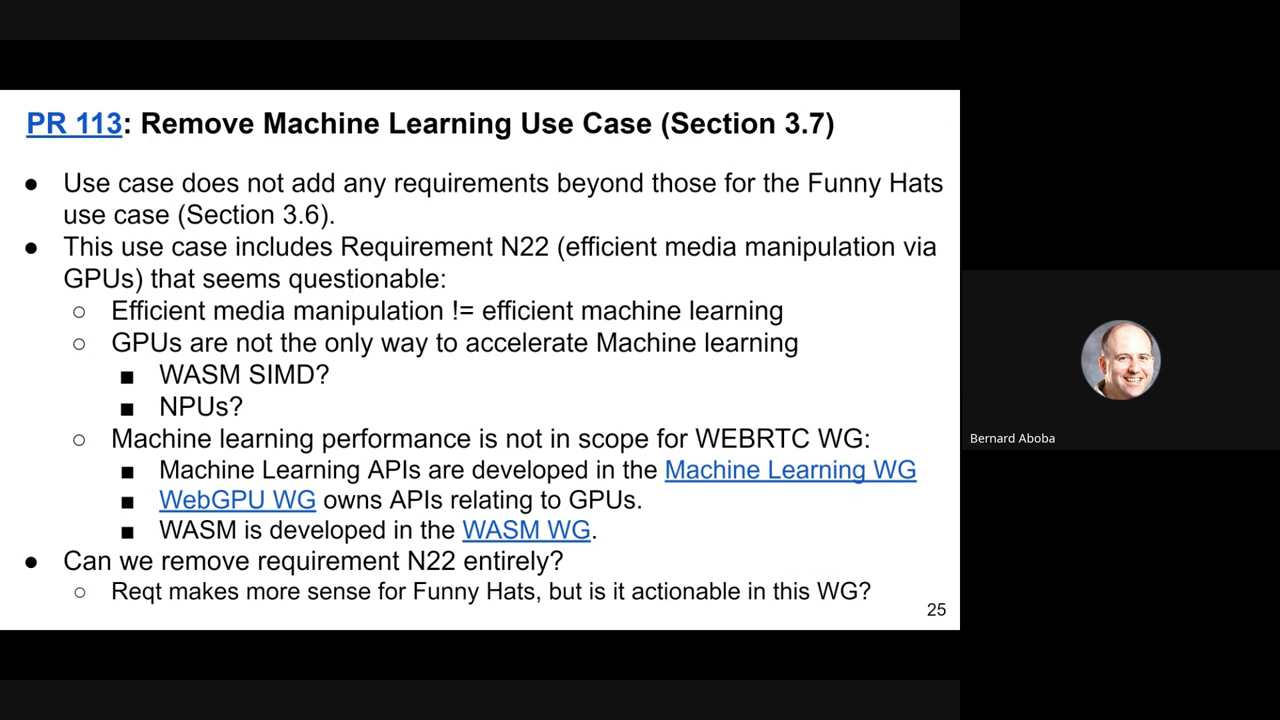 PR 113: Remove Machine Learning Use Case (Section 3.7)
● Use case does not add any requirements beyond those for the Funny Hats
use case (Section 3.6).
● This use case includes Requirement N22 (efficient media manipulation via
GPUs) that seems questionable:
○ Efficient media manipulation != efficient machine learning
○ GPUs are not the only way to accelerate Machine learning
■ WASM SIMD?
■ NPUs?
○ Machine learning performance is not in scope for WEBRTC WG:
■ Machine Learning APIs are developed in the Machine Learning WG
■ WebGPU WG owns APIs relating to GPUs.
■ WASM is developed in the WASM WG.
● Can we remove requirement N22 entirely?
○ Reqt makes more sense for Funny Hats, but is it actionable in this WG?
25
Bernard Aboba